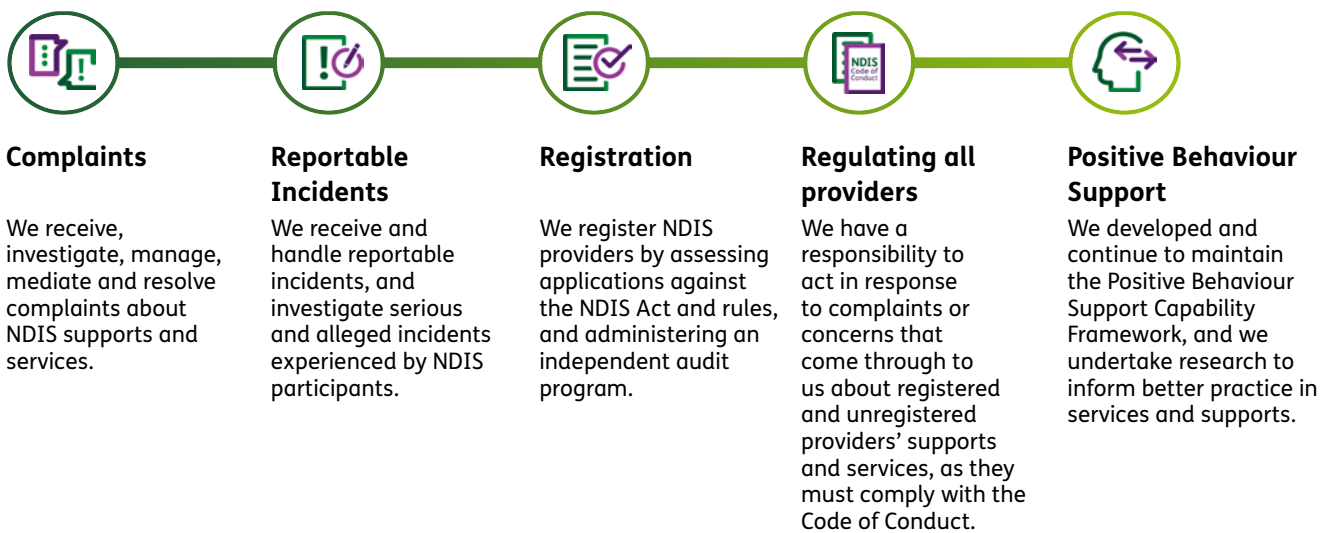 NDIS
Code of
Conduct
Complaints
We receive,
investigate, manage,
mediate and resolve
complaints about
NDIS supports and
services.
Reportable
Incidents
We receive and
handle reportable
incidents, and
investigate serious
and alleged incidents
experienced by NDIS
participants.
Registration
We register NDIS
providers by assessing
applications against
the NDIS Act and rules,
and administering an
independent audit
program.
Regulating all
providers
We have a
responsibility to
act in response
to complaints or
concerns that
come through to
us about registered
and unregistered
providers’ supports
and services, as they
must comply with the
Code of Conduct.
Positive Behaviour
Support
We developed and
continue to maintain
the Positive Behaviour
Support Capability
Framework, and we
undertake research to
inform better practice in
services and supports.